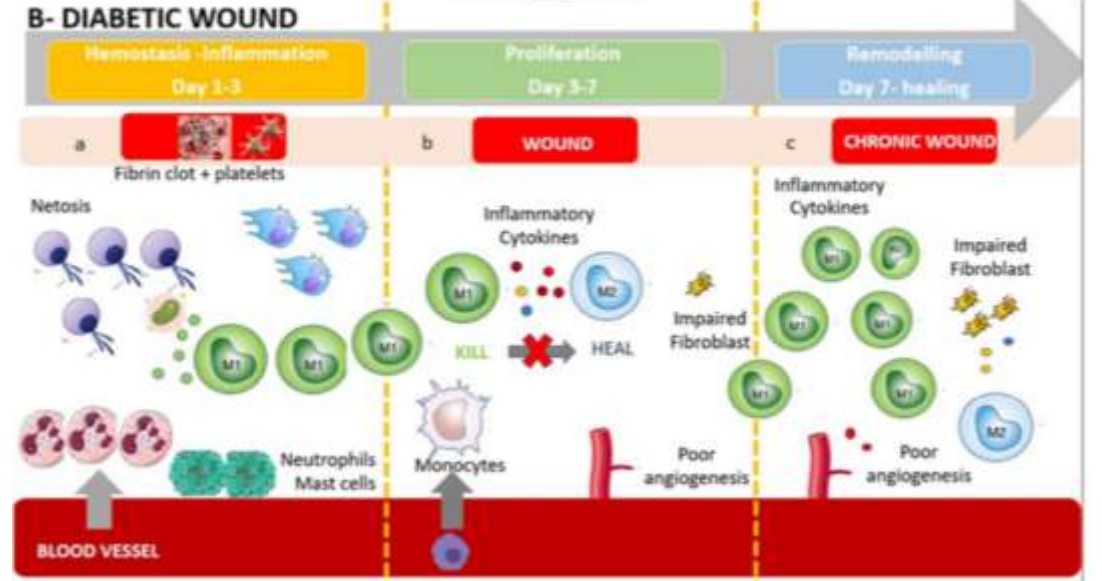 B- DIABETIC WOUND
Hemostasis -Inflammation
Day 1-3
Proliferation
Day 3-7
Remodelling
Day 7- healing
a
Fibrin clot + platelets
Netosis
M1
M1
M1
Neutrophils
Mast cells
b
WOUND
Inflammatory
Cytokines
M1
M2
KILL
HEAL
Impaired
Fibroblast
Monocytes
Poor
angiogenesis
c
CHRONIC WOUND
Inflammatory
Cytokines
M1
M1
M1
M1
M1
Impaired
Fibroblast
M2
Poor
angiogenesis
BLOOD VESSEL